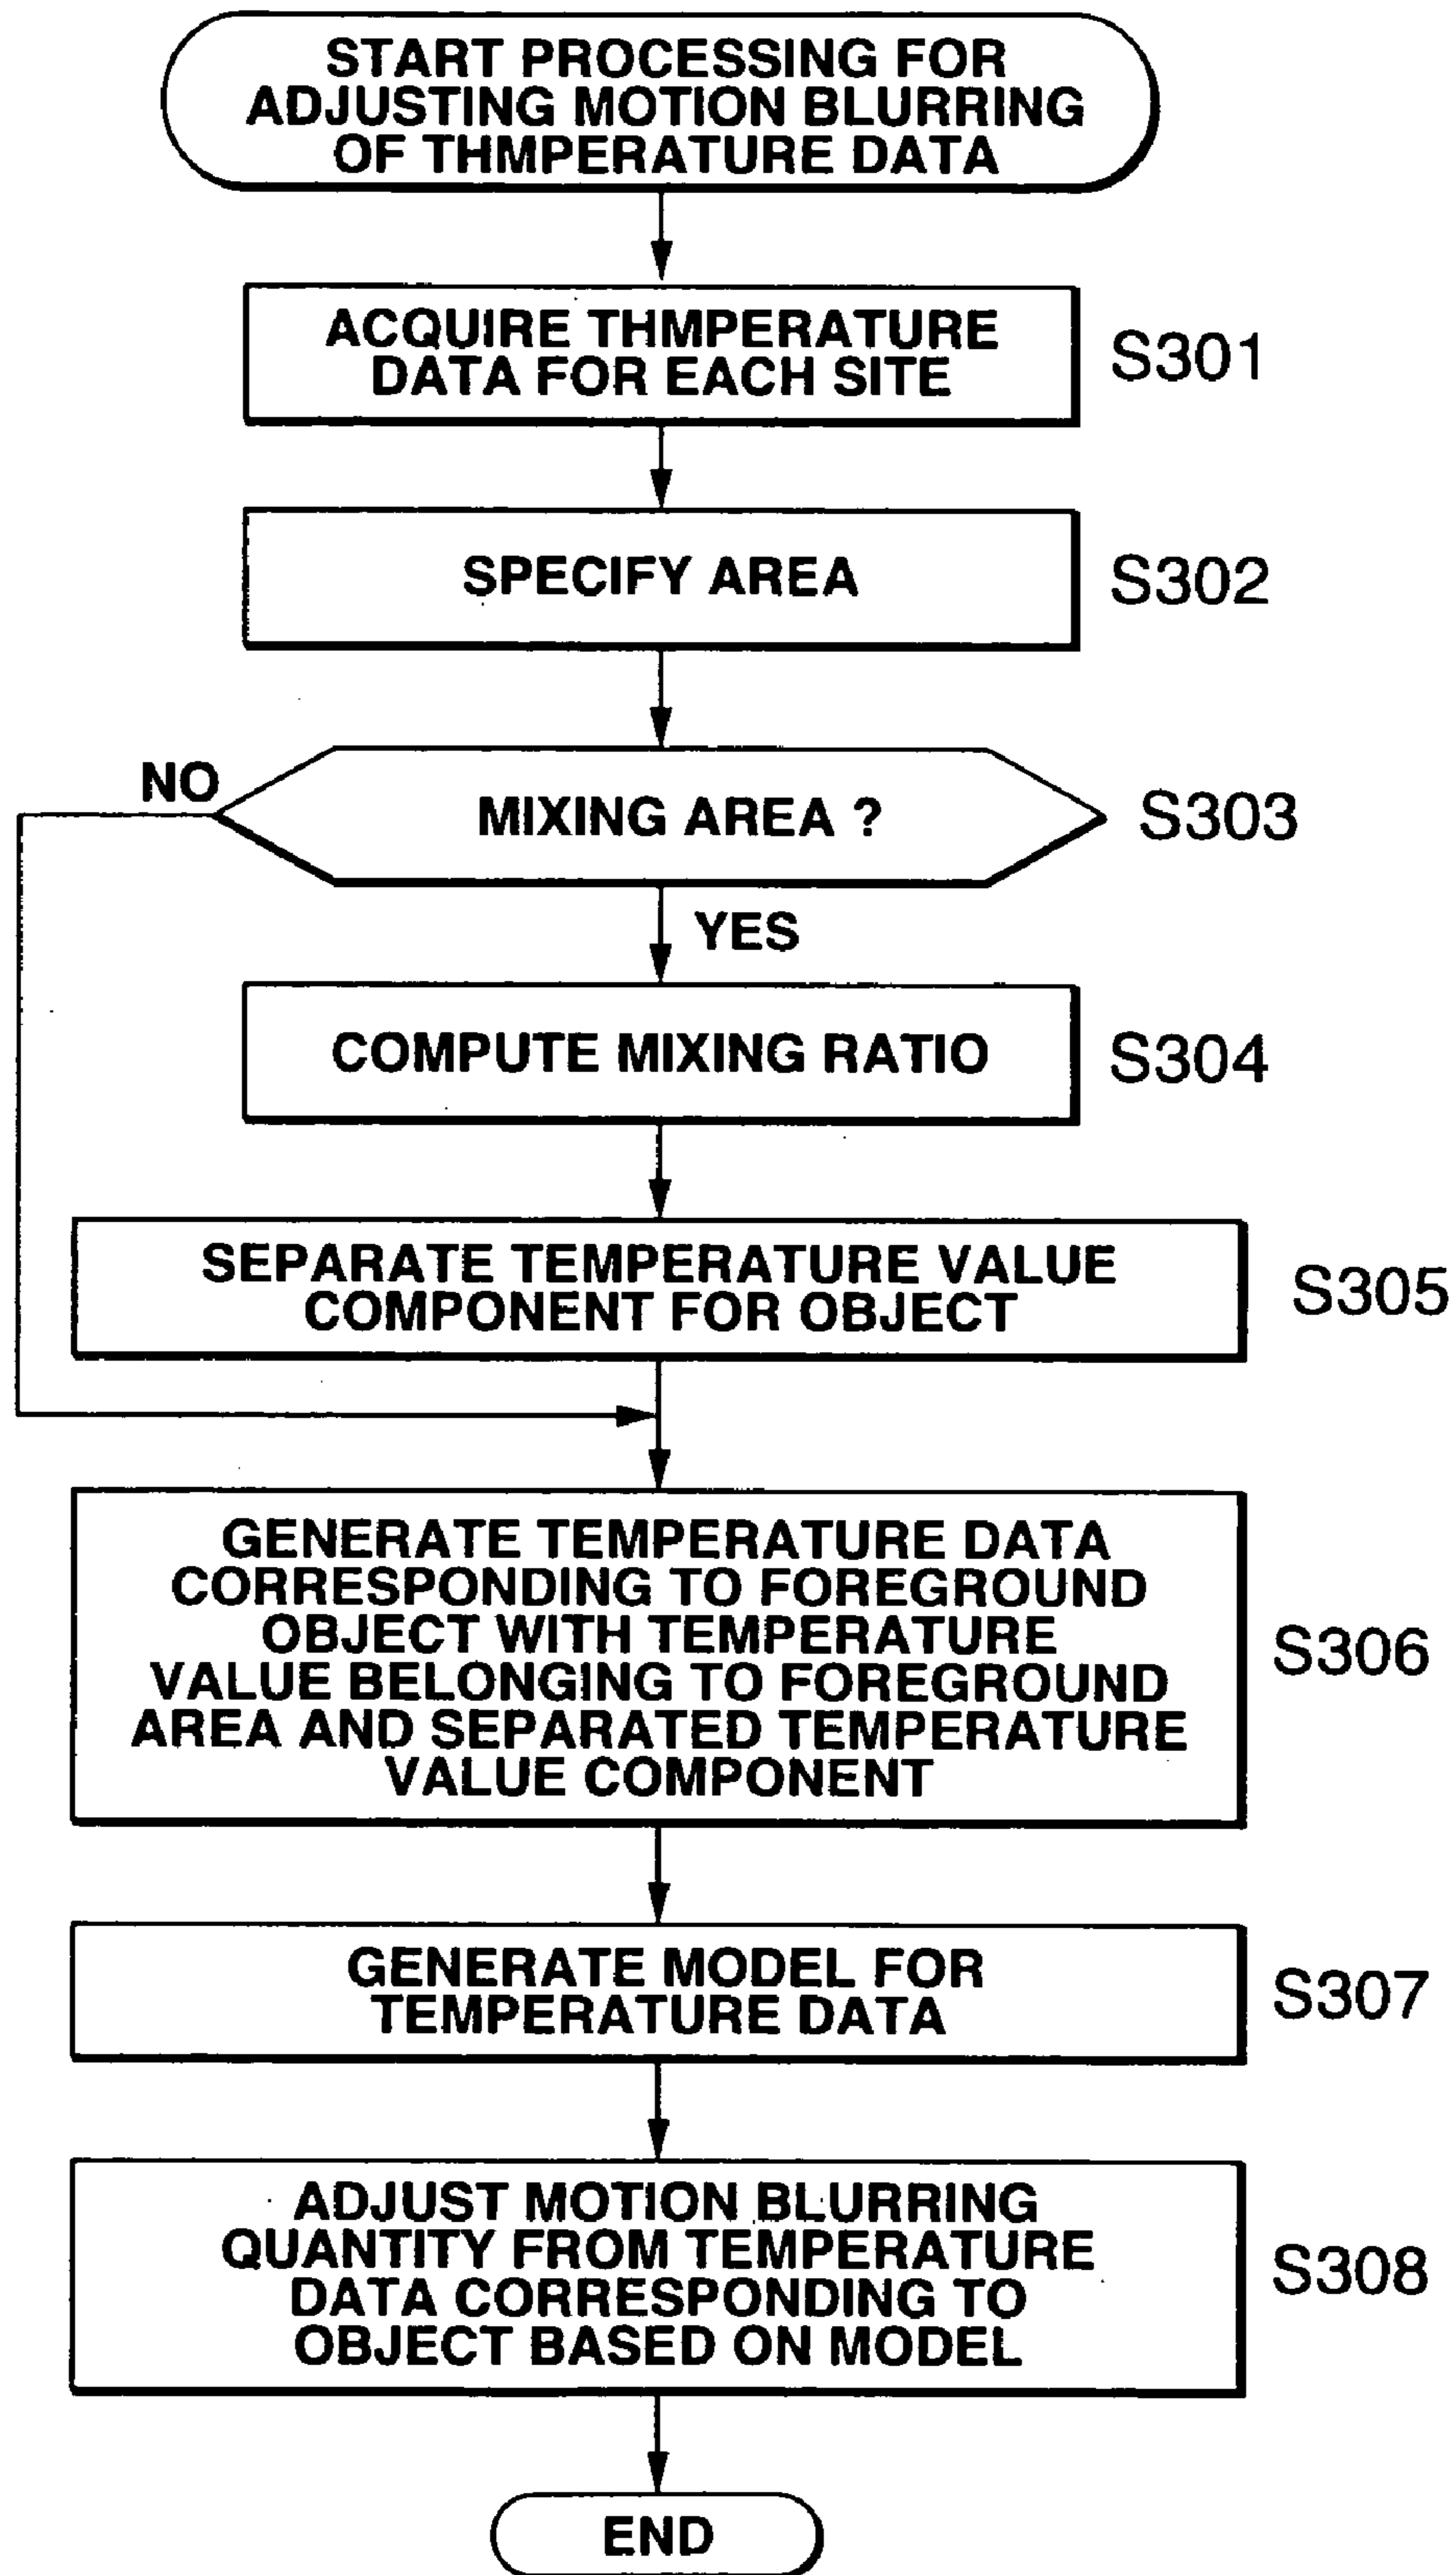 START PROCESSING FOR
ADJUSTING MOTION BLURRING
OF THMPERATURE DATA
ACQUIRE THMPERATURE
DATA FOR EACH SITE
S301
SPECIFY AREA
S302
NO
MIXING AREA ?
S303
YES
COMPUTE MIXING RATIO
S304
SEPARATE TEMPERATURE VALUE
COMPONENT FOR OBJECT
S305
GENERATE TEMPERATURE DATA
CORRESPONDING TO FOREGROUND
OBJECT WITH TEMPERATURE
VALUE BELONGING TO FOREGROUND
AREA AND SEPARATED TEMPERATURE
VALUE COMPONENT
S306
GENERATE MODEL FOR
TEMPERATURE DATA
S307
ADJUST MOTION BLURRING
QUANTITY FROM TEMPERATURE
DATA CORRESPONDING TO
OBJECT BASED ON MODEL
S308
END